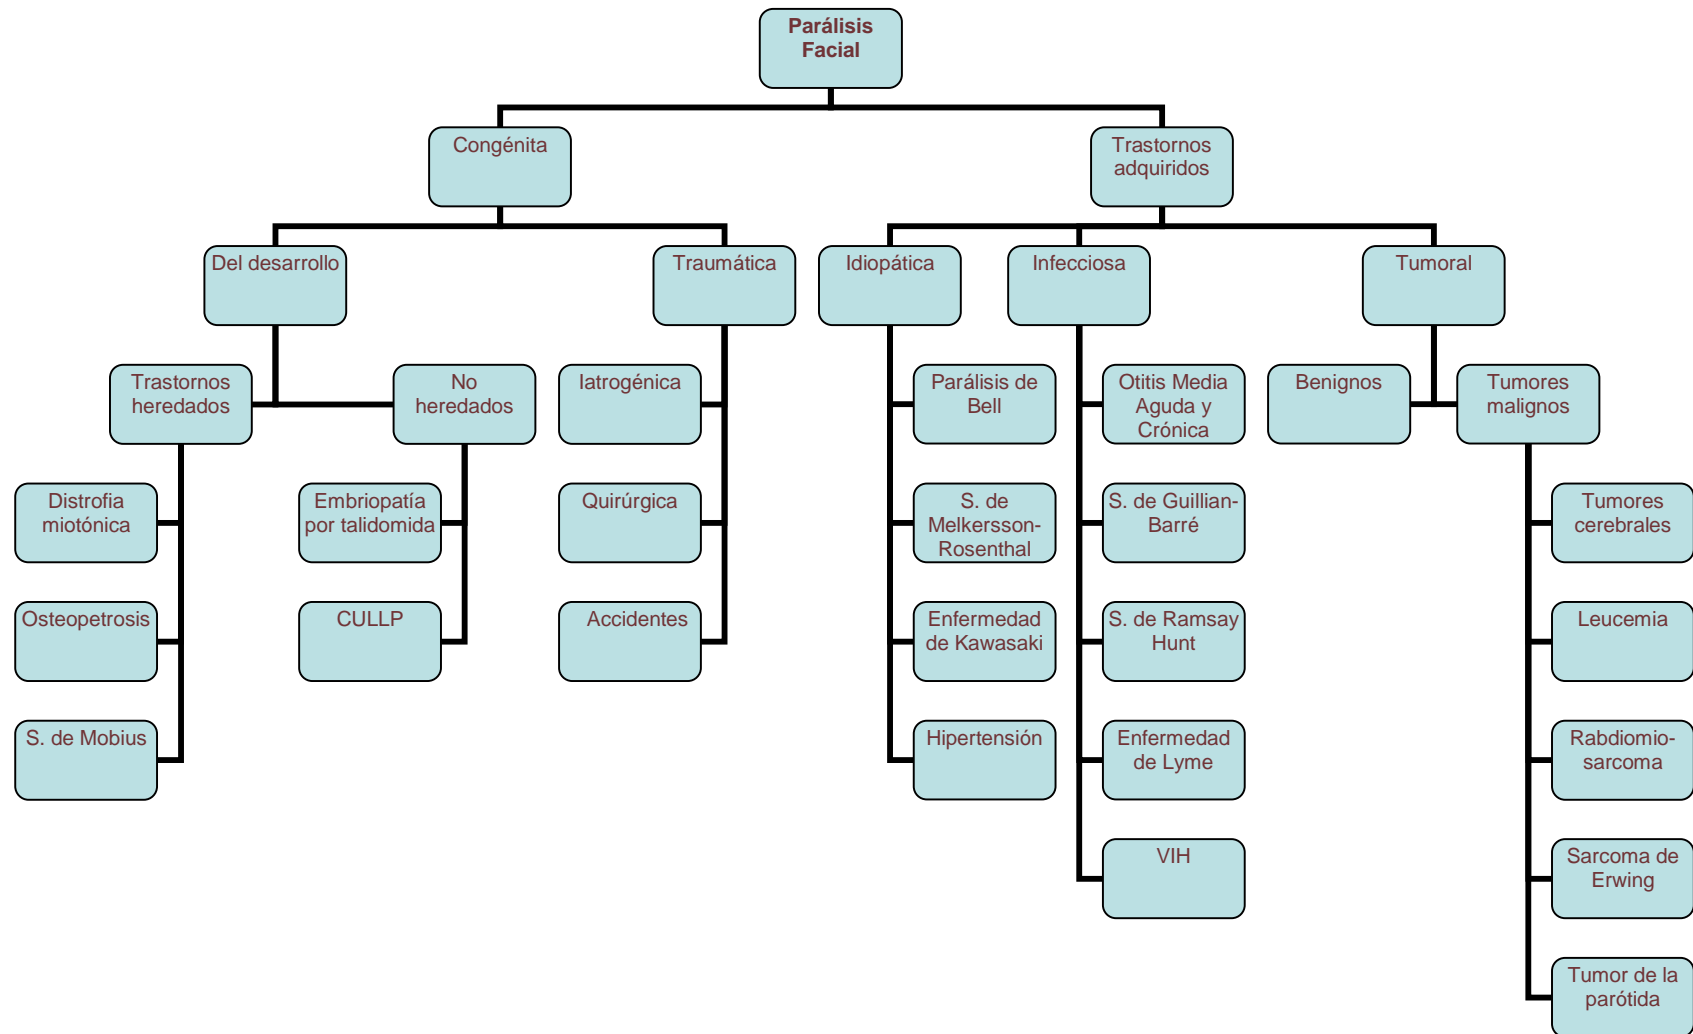 Parálisis
Facial
Congénita
Trastornos
adquiridos
Del desarrollo
Traumática
Idiopática
Infecciosa
Tumoral
Trastornos
heredados
No
heredados
Iatrogénica
Parálisis de
Bell
Otitis Media
Aguda y
Crónica
Benignos
Tumores
malignos
Distrofia
miotónica
Embriopatía
por talidomida
Quirúrgica
S. de
Melkersson-
Rosenthal
S. de Guillian-
Barré
Tumores
cerebrales
Osteopetrosis
CULLP
Accidentes
Enfermedad
de Kawasaki
S. de Ramsay
Hunt
Leucemia
S. de Mobius
Hipertensión
Enfermedad
de Lyme
Rabdiomio-
sarcoma
VIH
Sarcoma de
Erwing
Tumor de la
parótida